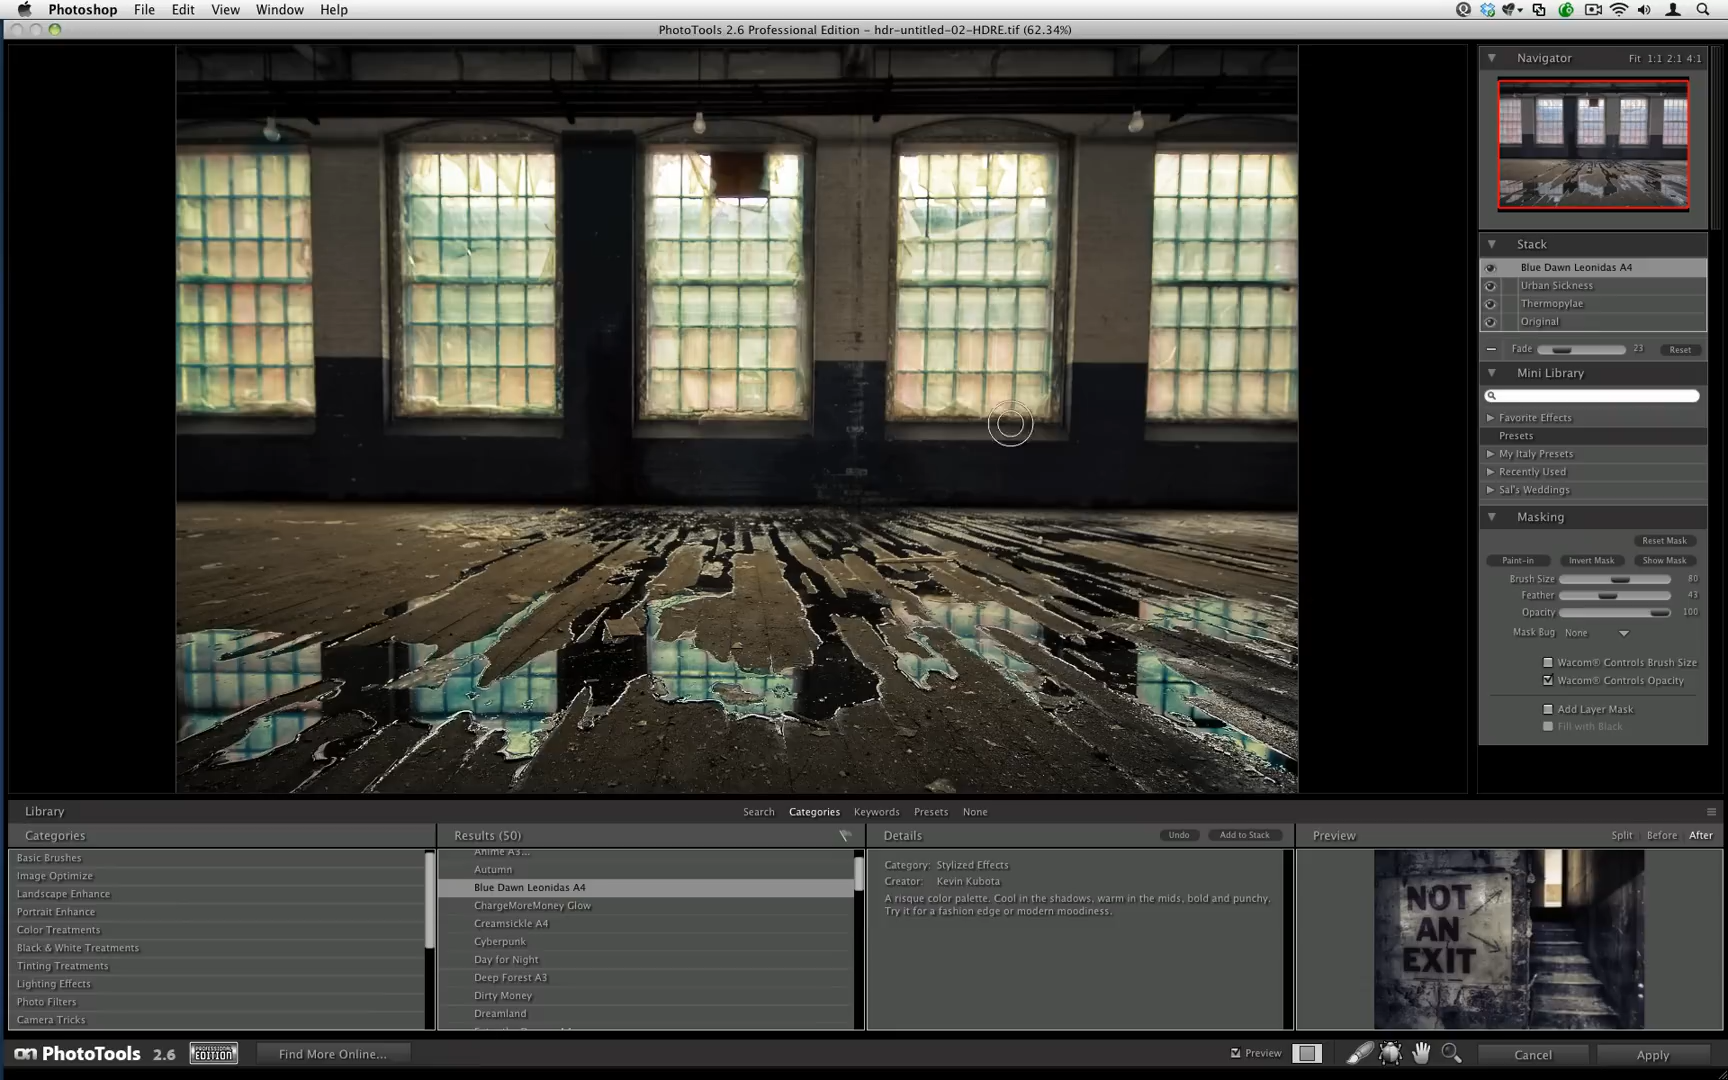 Photoshop File Edit View Window Help
PhotoTools 2.6 Professional Edition – hdr-untitled-02-HDRE.tif (62.34%)
Navigator Fit 1:1 2:1 4:1
Stack
Blue Dawn Leonidas A4
Urban Sickness
Thermopylae
Original
Fade 23 Reset
Mini Library
Favorite Effects
Presets
My Italy Presets
Recently Used
Sal's Weddings
Masking
Reset Mask
Paint-in Invert Mask Show Mask
Brush Size 80
Feather 43
Opacity 100
Mask Bug None
Wacom® Controls Brush Size
Wacom® Controls Opacity
Add Layer Mask
Fill with Black
Library Search Categories Keywords Presets None
Categories
Basic Brushes
Image Optimize
Landscape Enhance
Portrait Enhance
Color Treatments
Black & White Treatments
Tinting Treatments
Lighting Effects
Photo Filters
Camera Tricks
Results (50)
Anime A3...
Autumn
Blue Dawn Leonidas A4
ChargeMoreMoney Glow
Creamsickle A4
Cyberpunk
Day for Night
Deep Forest A3
Dirty Money
Dreamland
Details Undo Add to Stack
Category: Stylized Effects
Creator: Kevin Kubota
A risque color palette. Cool in the shadows, warm in the mids, bold and punchy.
Try it for a fashion edge or modern moodiness.
Preview Split Before After
NOT
AN
EXIT
on PhotoTools 2.6 PROFESSIONAL EDITION Find More Online... Preview Cancel Apply